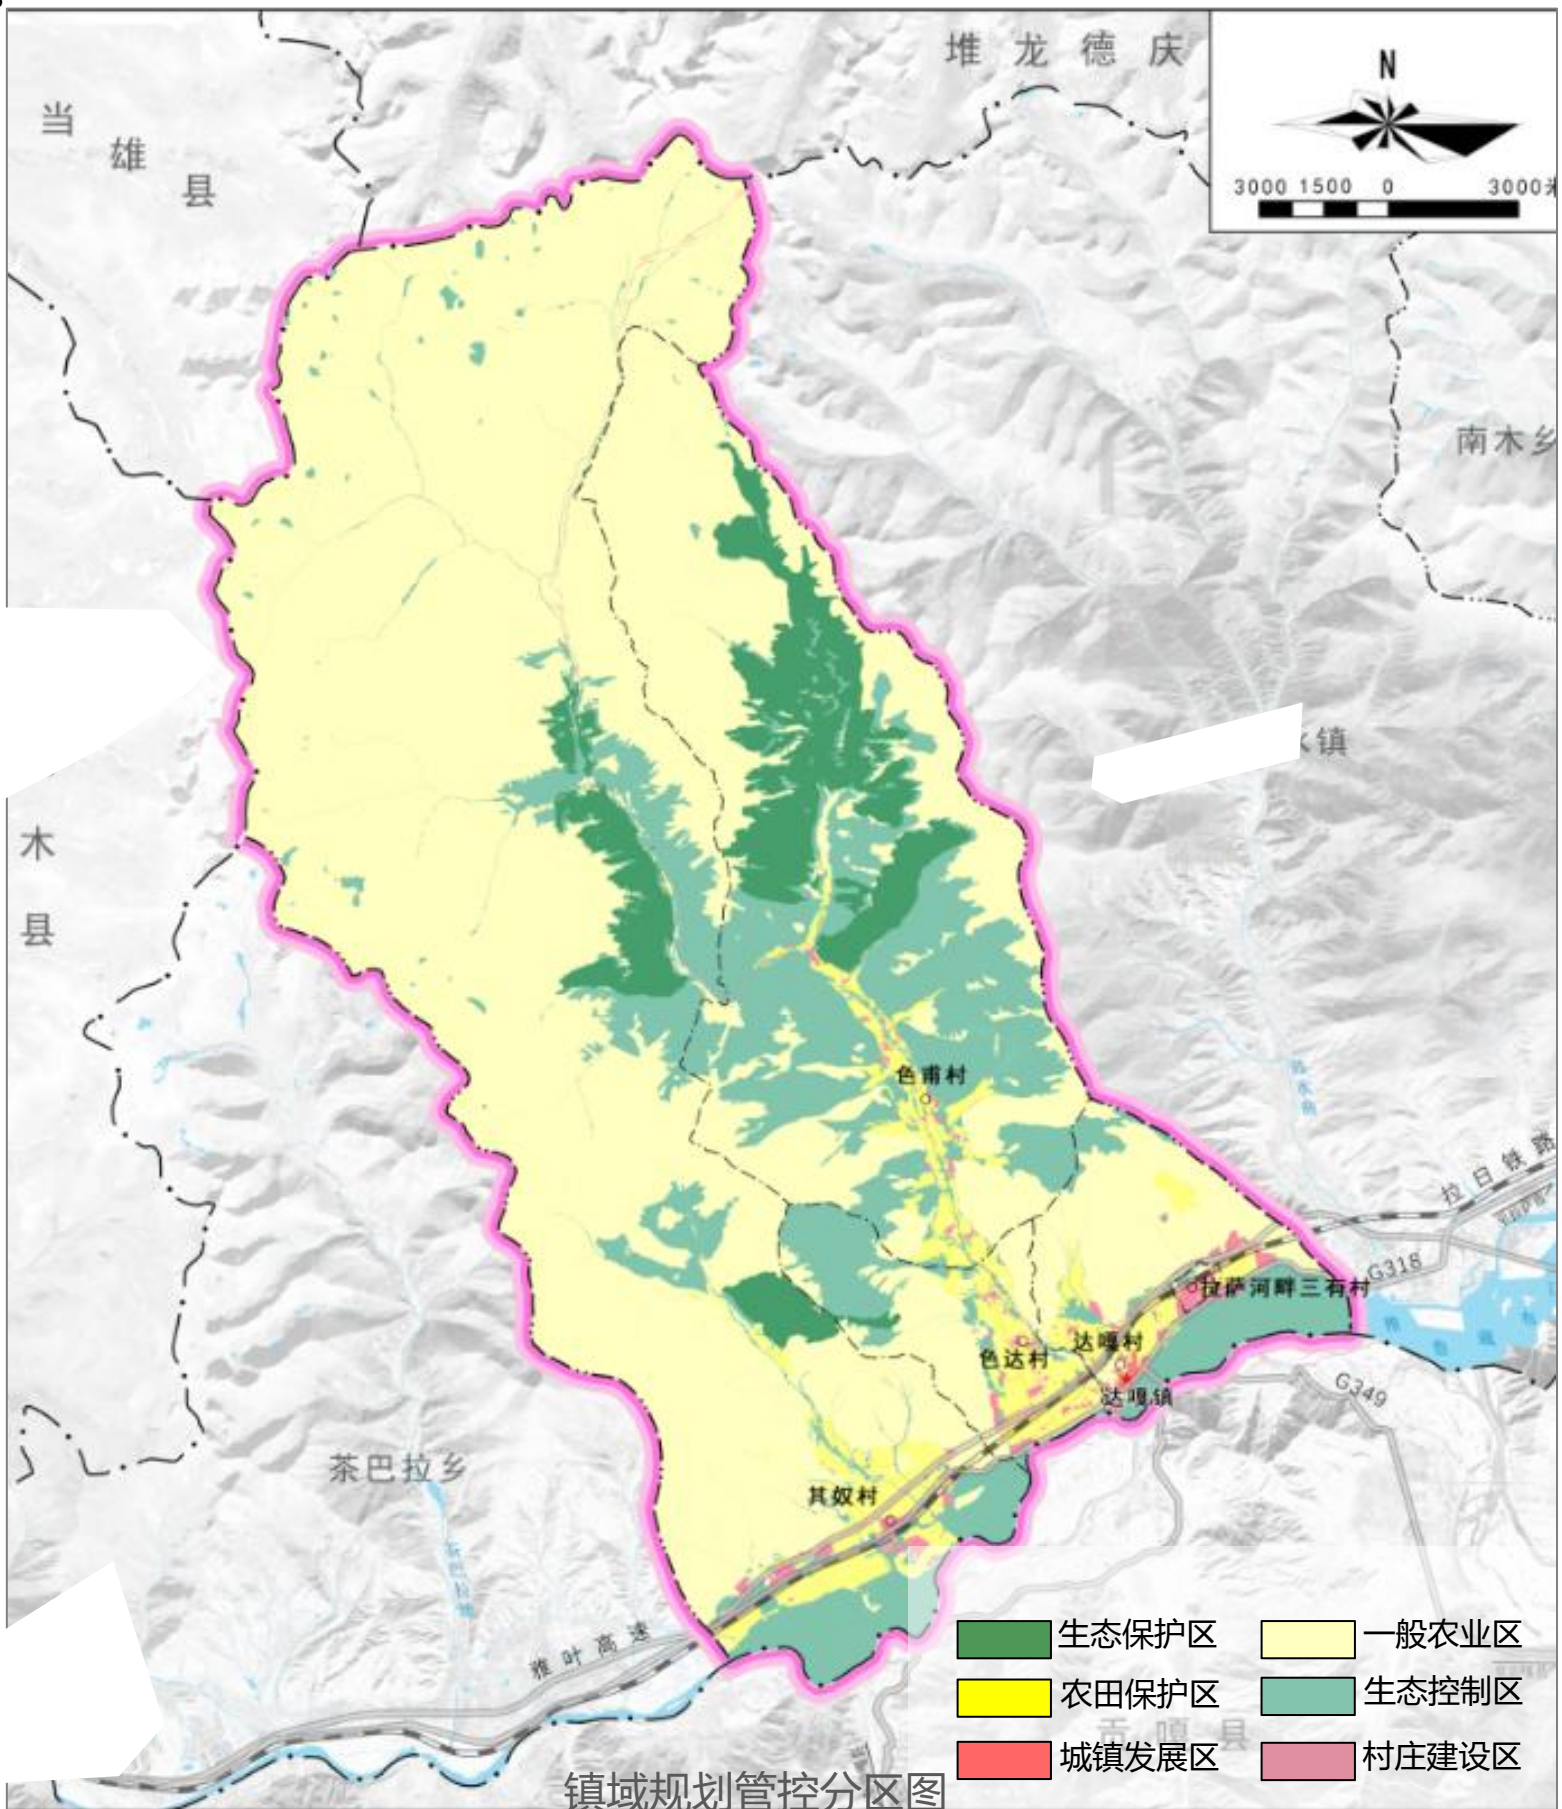 堆龙德庆
N
当雄县
3000 1500 0 3000米
南木乡
水镇
木县
色甫村
拉日铁路
G318
拉萨河畔三有村
达嘎村
色达村
G349
达嘎镇
茶巴拉乡
其奴村
雅叶高速
生态保护区
一般农业区
农田保护区
生态控制区
贡嘎县
城镇发展区
村庄建设区
镇域规划管控分区图